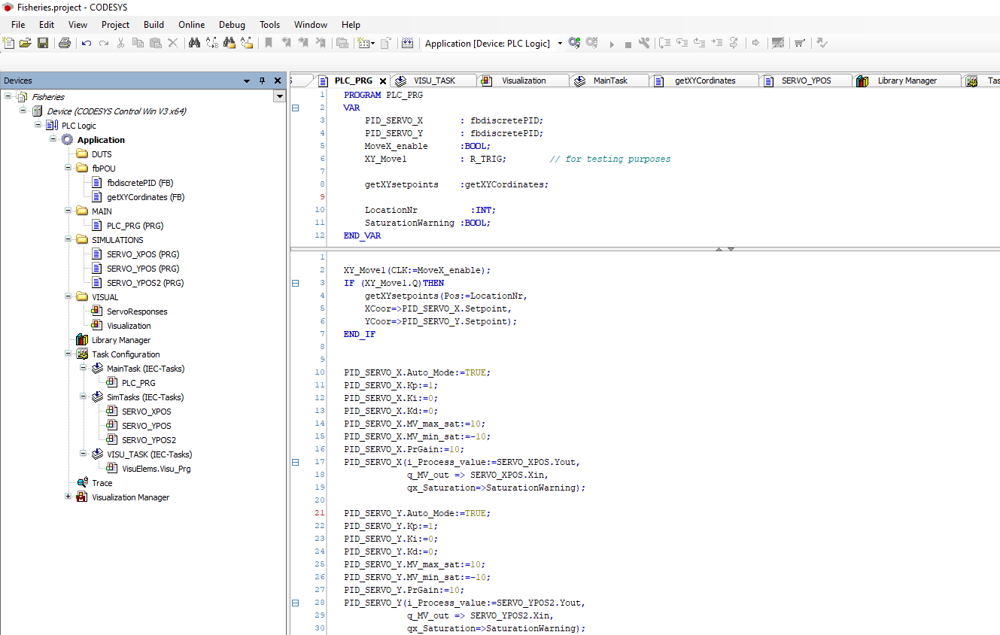 Fisheries.project - CODESYS
File Edit View Project Build Online Debug Tools Window Help
Application [Device: PLC Logic]
Devices
Fisheries
Device (CODESYS Control Win V3 x64)
PLC Logic
Application
DUTS
fbPOU
fbdiscretePID (FB)
getXYCordinates (FB)
MAIN
PLC_PRG (PRG)
SIMULATIONS
SERVO_XPOS (PRG)
SERVO_YPOS (PRG)
SERVO_YPOS2 (PRG)
VISUAL
ServoResponses
Visualization
Library Manager
Task Configuration
MainTask (IEC-Tasks)
PLC_PRG
SimTasks (IEC-Tasks)
SERVO_XPOS
SERVO_YPOS
SERVO_YPOS2
VISU_TASK (IEC-Tasks)
VisuElems.Visu_Prg
Trace
Visualization Manager
PLC_PRG VISU_TASK Visualization MainTask getXYCordinates SERVO_YPOS Library Manager Tas
1 PROGRAM PLC_PRG
2 VAR
3 PID_SERVO_X : fbdiscretePID;
4 PID_SERVO_Y : fbdiscretePID;
5 MoveX_enable :BOOL;
6 XY_Move1 : R_TRIG; // for testing purposes
7
8 getXYsetpoints :getXYCordinates;
9
10 LocationNr :INT;
11 SaturationWarning :BOOL;
12 END_VAR
1
2 XY_Move1(CLK:=MoveX_enable);
3 IF (XY_Move1.Q)THEN
4 getXYsetpoints(Pos:=LocationNr,
5 XCoor=>PID_SERVO_X.Setpoint,
6 YCoor=>PID_SERVO_Y.Setpoint);
7 END_IF
8
9
10 PID_SERVO_X.Auto_Mode:=TRUE;
11 PID_SERVO_X.Kp:=1;
12 PID_SERVO_X.Ki:=0;
13 PID_SERVO_X.Kd:=0;
14 PID_SERVO_X.MV_max_sat:=10;
15 PID_SERVO_X.MV_min_sat:=-10;
16 PID_SERVO_X.PrGain:=10;
17 PID_SERVO_X(i_Process_value:=SERVO_XPOS.Yout,
18 q_MV_out => SERVO_XPOS.Xin,
19 qx_Saturation=>SaturationWarning);
20
21 PID_SERVO_Y.Auto_Mode:=TRUE;
22 PID_SERVO_Y.Kp:=1;
23 PID_SERVO_Y.Ki:=0;
24 PID_SERVO_Y.Kd:=0;
25 PID_SERVO_Y.MV_max_sat:=10;
26 PID_SERVO_Y.MV_min_sat:=-10;
27 PID_SERVO_Y.PrGain:=10;
28 PID_SERVO_Y(i_Process_value:=SERVO_YPOS2.Yout,
29 q_MV_out => SERVO_YPOS2.Xin,
30 qx_Saturation=>SaturationWarning);